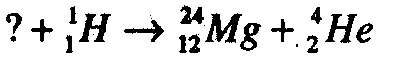 ? + ¹₁H → ²⁴₁₂Mg + ⁴₂He